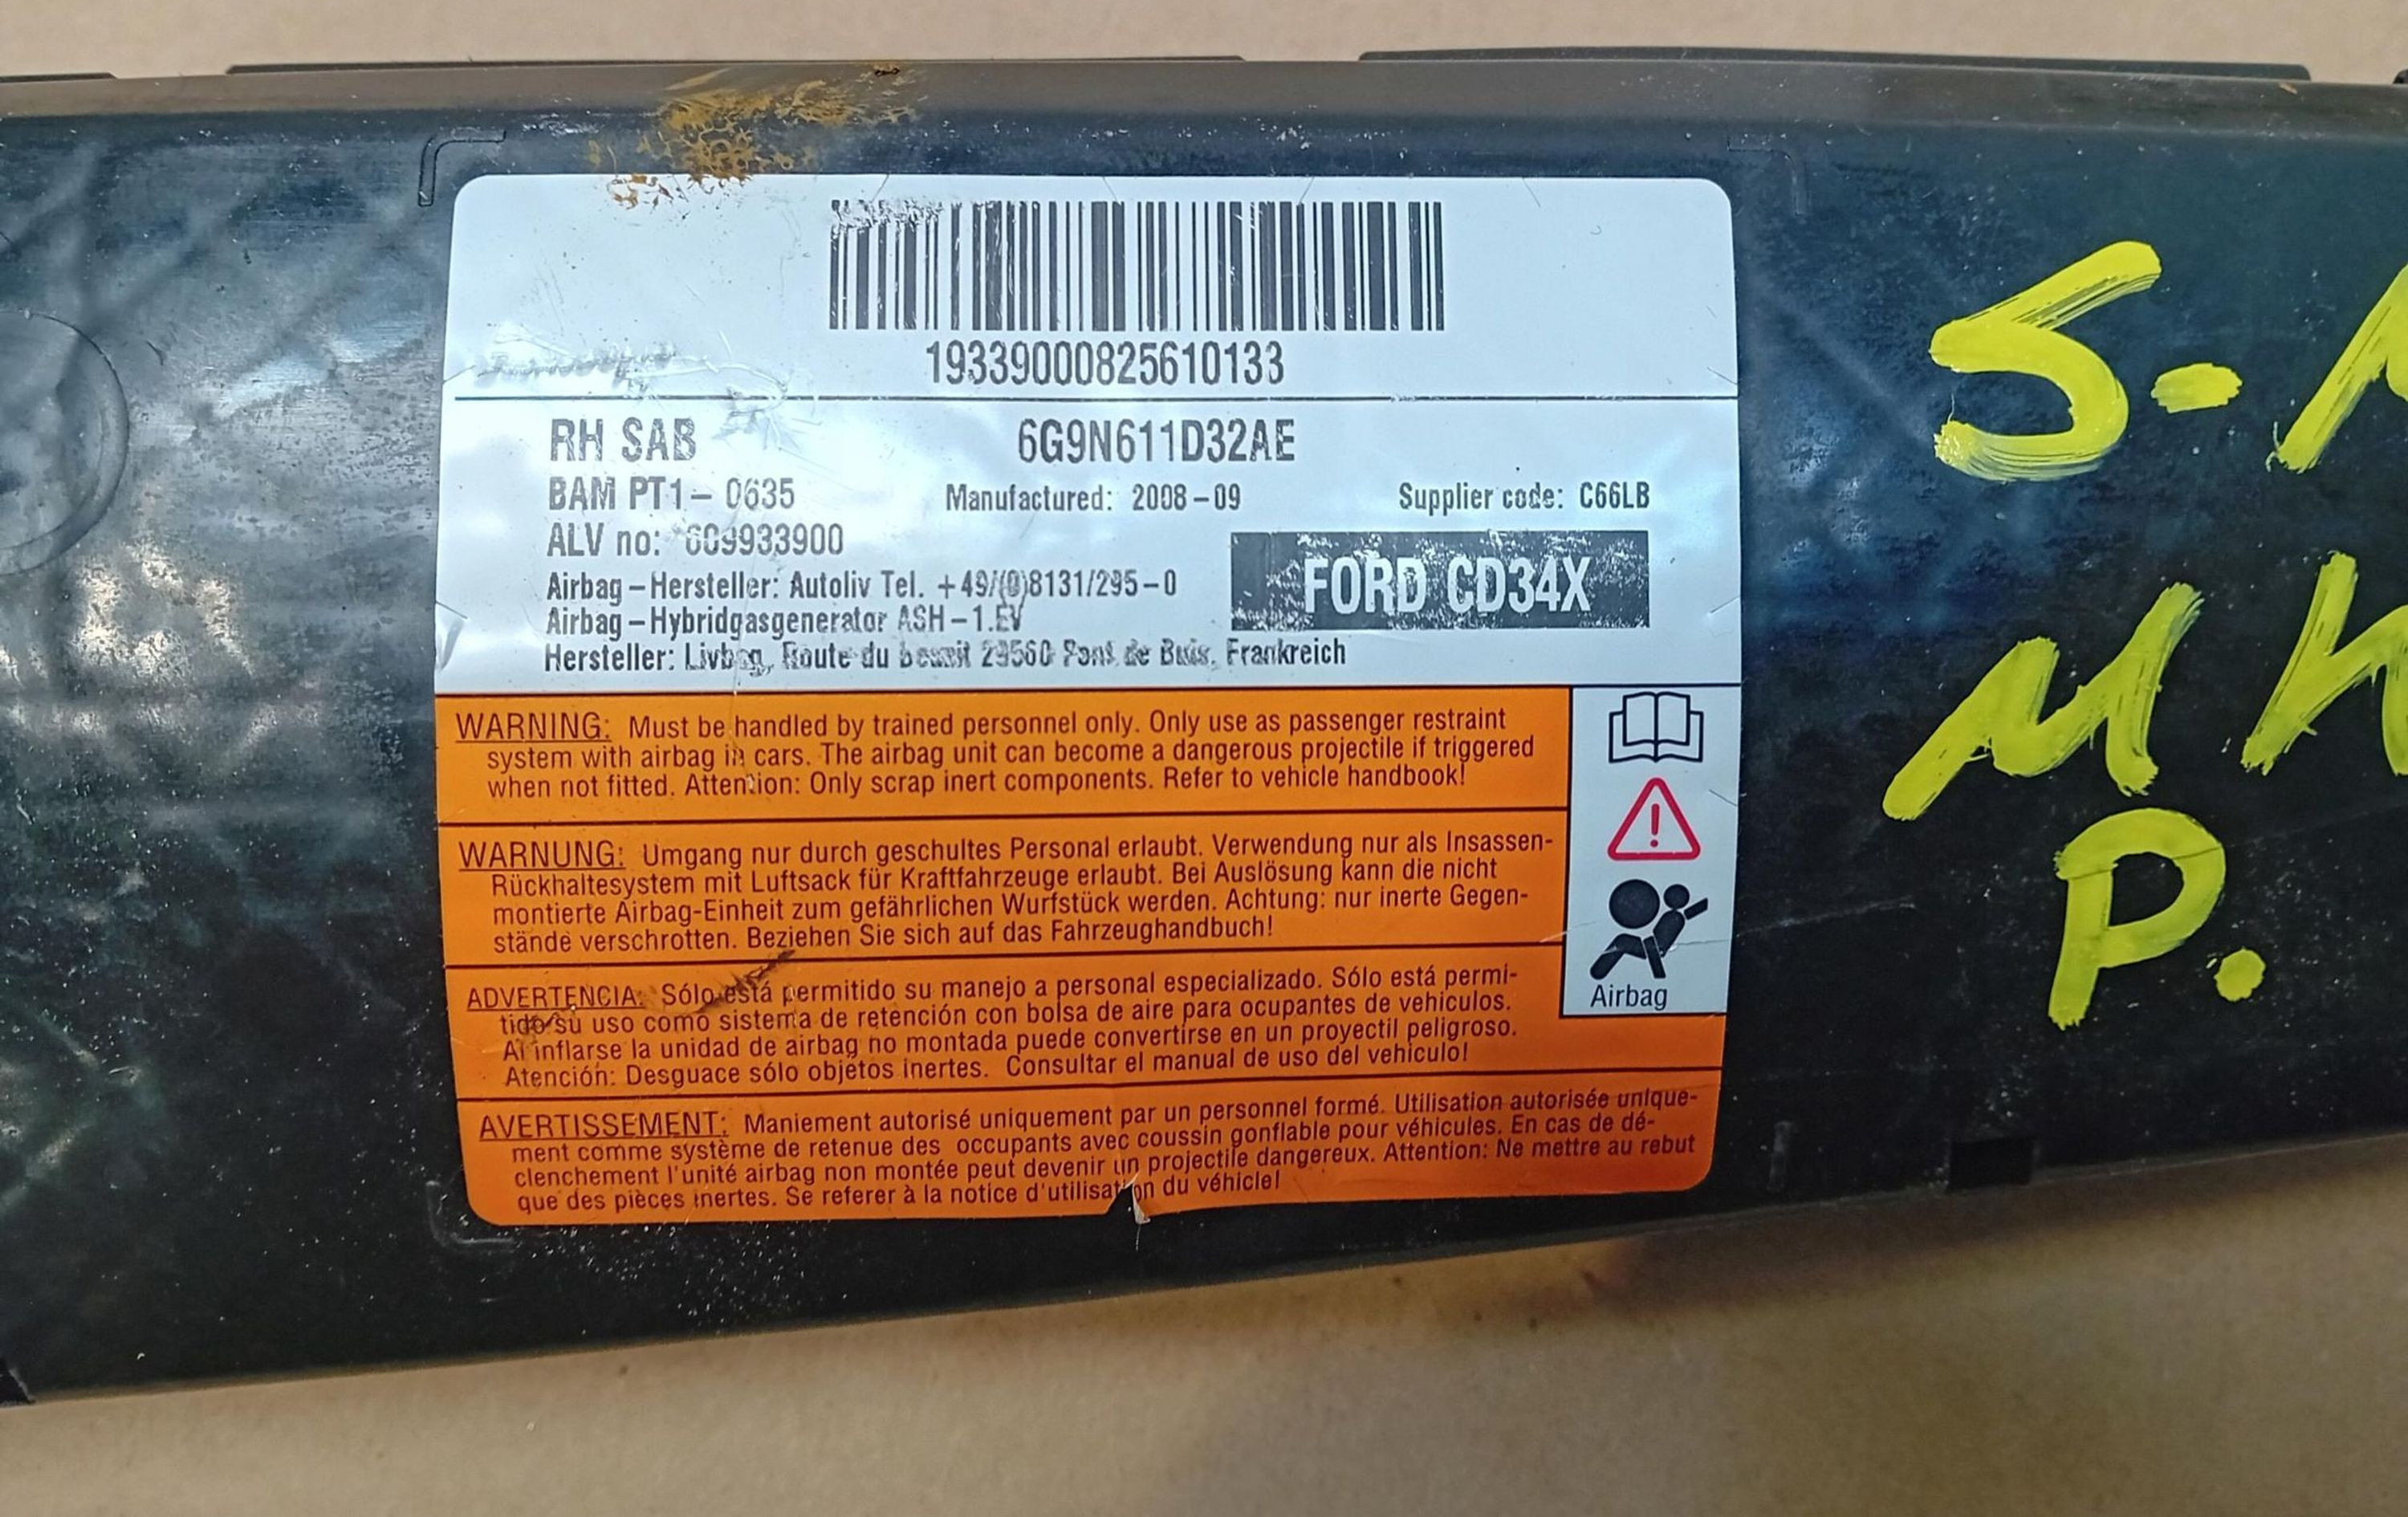 19339000825610133
RH SAB 6G9N611D32AE
BAM PT1-0635 Manufactured: 2008-09 Supplier code: C66LB
ALV no: 609933900
Airbag-Hersteller: Autoliv Tel. +49/(0)8131/295-0
FORD CD34X
Airbag-Hybridgasgenerator ASH-1.EV
Hersteller: Livbag, Route du 29560 Pont de Buis, Frankreich
WARNING: Must be handled by trained personnel only. Only use as passenger restraint
system with airbag in cars. The airbag unit can become a dangerous projectile if triggered
when not fitted. Attention: Only scrap inert components. Refer to vehicle handbook!
WARNUNG: Umgang nur durch geschultes Personal erlaubt. Verwendung nur als Insassen-
Rückhaltesystem mit Luftsack für Kraftfahrzeuge erlaubt. Bei Auslösung kann die nicht
montierte Airbag-Einheit zum gefährlichen Wurfstück werden. Achtung: nur inerte Gegen-
stände verschrotten. Beziehen Sie sich auf das Fahrzeughandbuch!
Airbag
ADVERTENCIA: Sólo está permitido su manejo a personal especializado. Sólo está permi-
tido su uso como sistema de retención con bolsa de aire para ocupantes de vehiculos.
Al inflarse la unidad de airbag no montada puede convertirse en un proyectil peligroso.
Atención: Desguace sólo objetos inertes. Consultar el manual de uso del vehiculo!
AVERTISSEMENT: Maniement autorisé uniquement par un personnel formé. Utilisation autorisée unique-
ment comme système de retenue des occupants avec coussin gonflable pour véhicules. En cas de dé-
clenchement l'unité airbag non montée peut devenir un projectile dangereux. Attention: Ne mettre au rebut
que des pièces inertes. Se referer à la notice d'utilisation du véhicle!
S-
P.